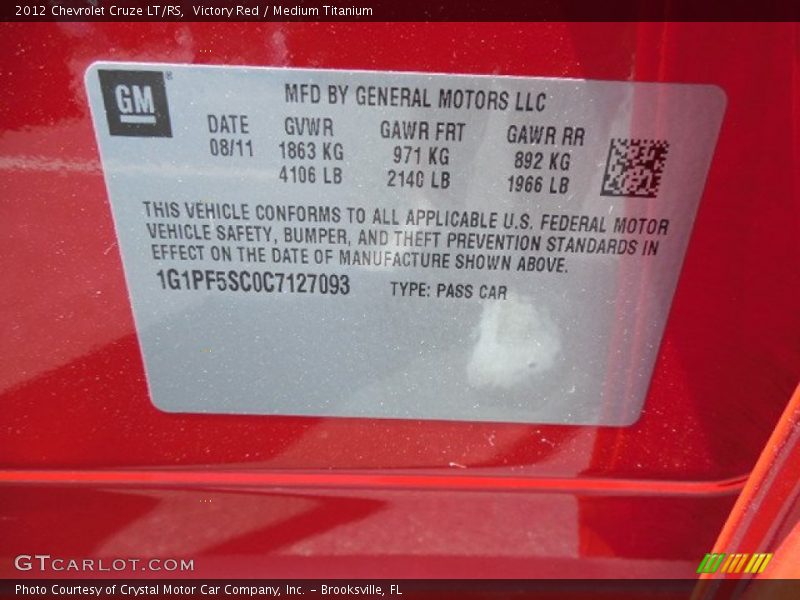 2012 Chevrolet Cruze LT/RS, Victory Red / Medium Titanium
GM ®
MFD BY GENERAL MOTORS LLC
DATE GVWR GAWR FRT GAWR RR
08/11 1863 KG 971 KG 892 KG
4106 LB 2140 LB 1966 LB
THIS VEHICLE CONFORMS TO ALL APPLICABLE U.S. FEDERAL MOTOR
VEHICLE SAFETY, BUMPER, AND THEFT PREVENTION STANDARDS IN
EFFECT ON THE DATE OF MANUFACTURE SHOWN ABOVE.
1G1PF5SC0C7127093 TYPE: PASS CAR
GTCARLOT.COM
Photo Courtesy of Crystal Motor Car Company, Inc. – Brooksville, FL